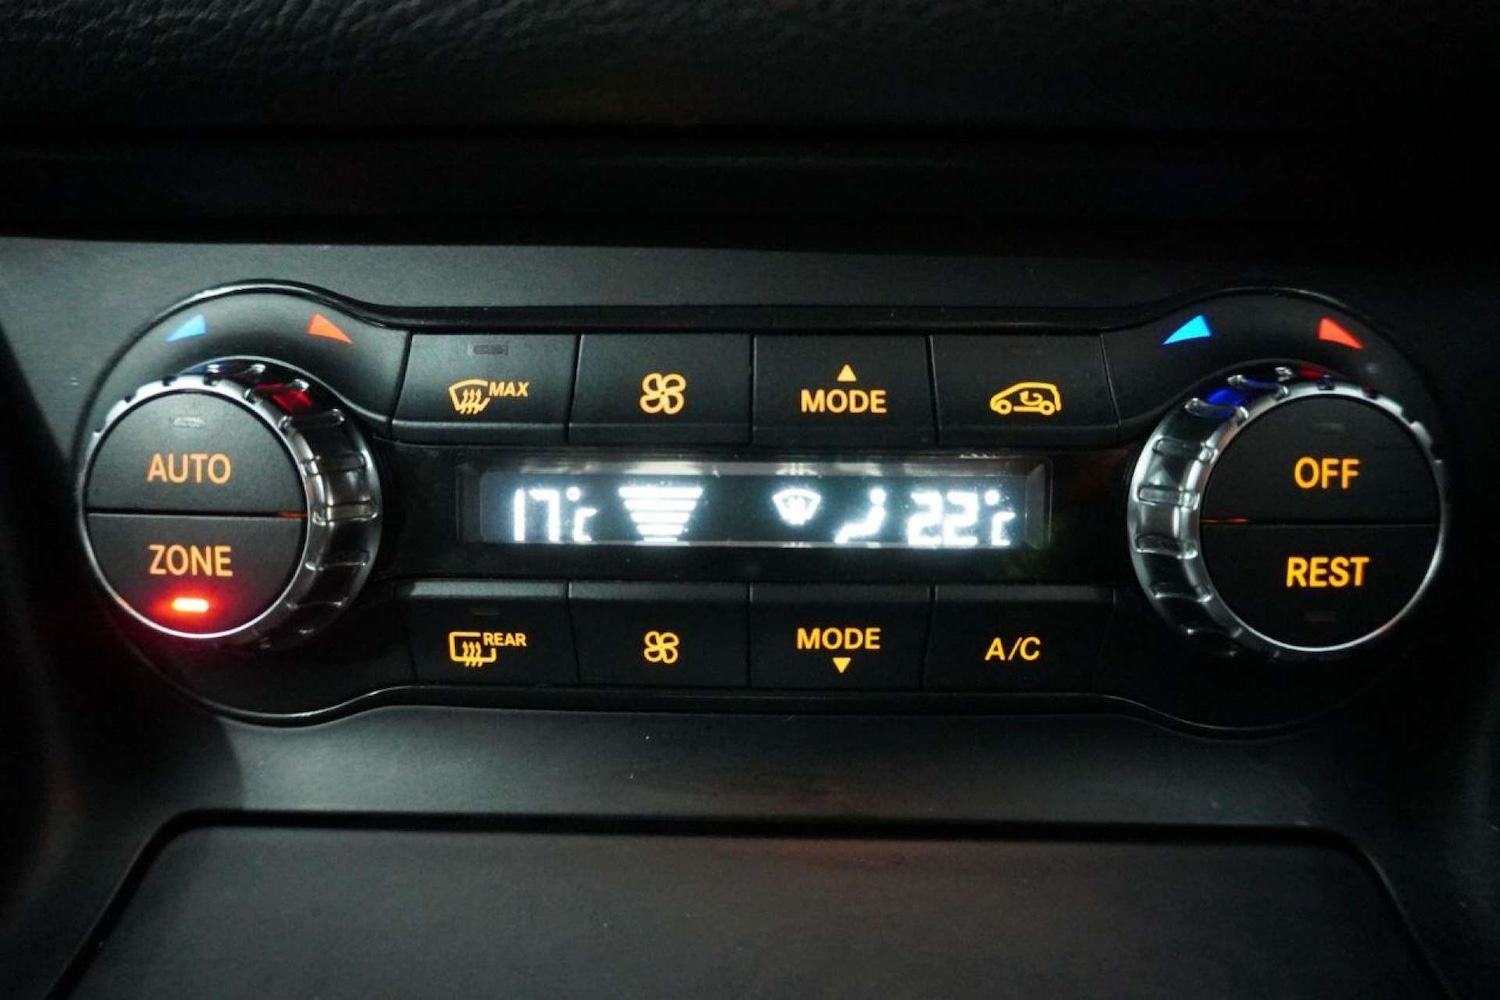 MAX
MODE
AUTO
OFF
17°C
22°C
ZONE
REST
REAR
MODE
A/C